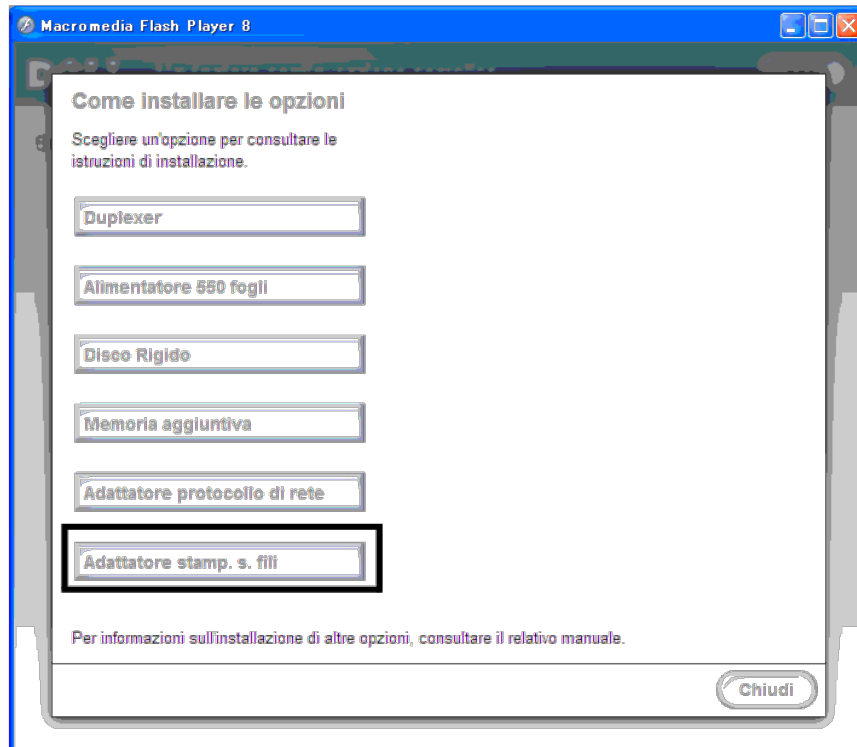 Macromedia Flash Player 8
Come installare le opzioni
Scegliere un'opzione per consultare le
istruzioni di installazione.
Duplexer
Alimentatore 550 fogli
Disco Rigido
Memoria aggiuntiva
Adattatore protocollo di rete
Adattatore stamp. s. fili
Per informazioni sull'installazione di altre opzioni, consultare il relativo manuale.
Chiudi